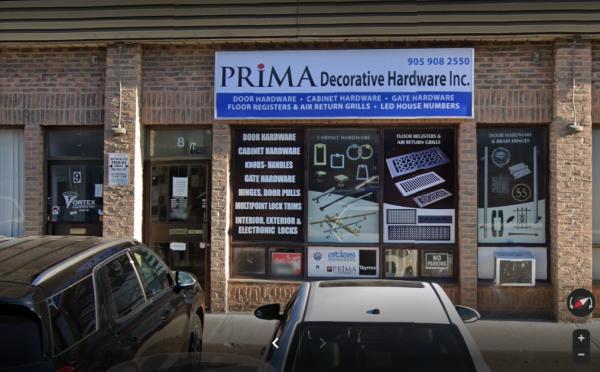 905 908 2550
PRiMA Decorative Hardware Inc.
DOOR HARDWARE • CABINET HARDWARE • GATE HARDWARE
FLOOR REGISTERS & AIR RETURN GRILLS • LED HOUSE NUMBERS
8
9
VORTEX
DOOR HARDWARE
CABINET HARDWARE
KNOBS - HANDLES
GATE HARDWARE
HINGES, DOOR PULLS
MULTIPOINT LOCK TRIMS
INTERIOR, EXTERIOR &
ELECTRONIC LOCKS
CABINET HARDWARE
FLOOR REGISTERS &
AIR RETURN GRILLS
DOOR HARDWARE
& BRASS HINGES
55
atlas
PRiMA
Taymor
NO
PARKING